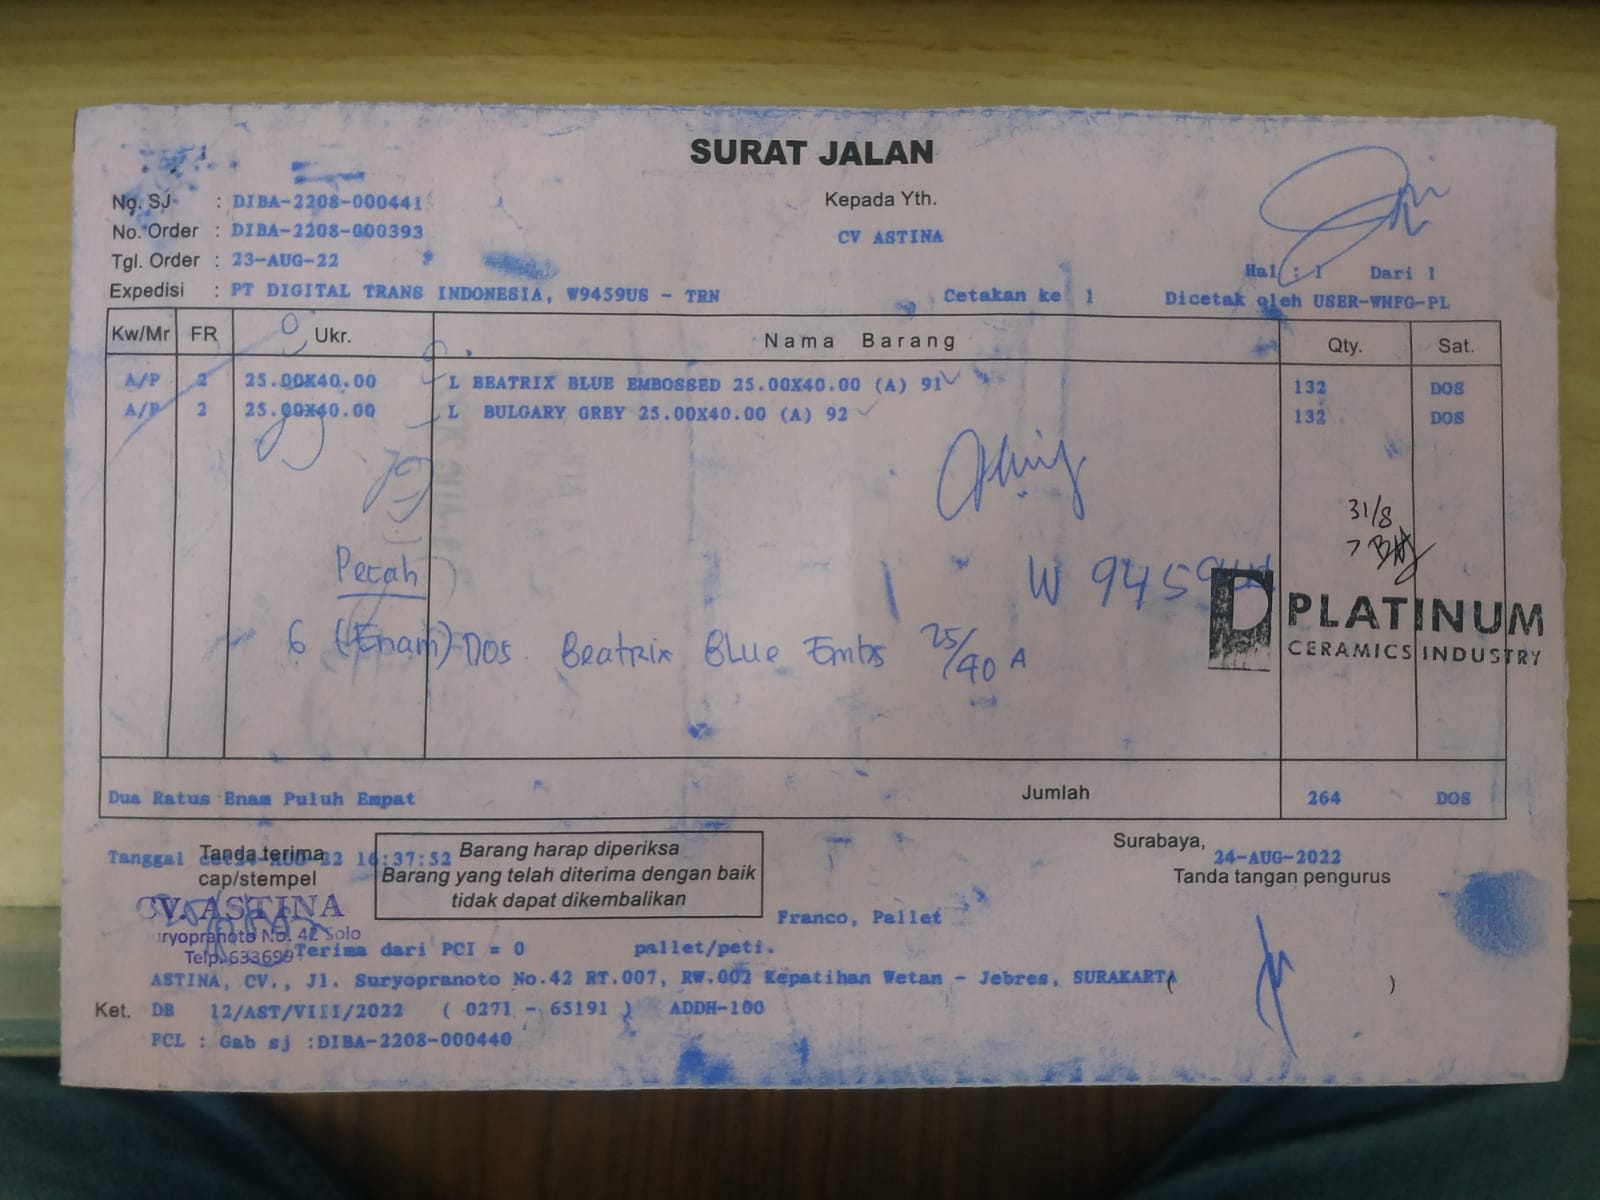 SURAT JALAN
No. SJ : DIBA-2208-000441
No. Order : DIBA-2208-000393
Tgl. Order : 23-AUG-22
Expedisi : PT DIGITAL TRANS INDONESIA, W9459US - TRN
Kepada Yth.
CV ASTINA
Hal : 1 Dari 1
Cetakan ke 1 Dicetak oleh USER-WHFG-PL
Kw/Mr FR Ukr. Nama Barang Qty. Sat.
A/P 2 25.00X40.00 L BEATRIX BLUE EMBOSSED 25.00X40.00 (A) 91 132 DOS
A/P 2 25.00X40.00 L BULGARY GREY 25.00X40.00 (A) 92 132 DOS
31/8
Pecah
W 9459
6 (Enam) Dos Beatrix Blue Embs 25/40 A
PLATINUM
CERAMICS INDUSTRY
Dua Ratus Enam Puluh Empat Jumlah 264 DOS
Tanggal 22 16:37:52
Tanda terima
cap/stempel
CV. ASTINA
uryopranoto No. 42 Solo
Telp. 633699
Barang harap diperiksa
Barang yang telah diterima dengan baik
tidak dapat dikembalikan
Surabaya, 24-AUG-2022
Tanda tangan pengurus
Franco, Pallet
Terima dari PCI = 0 pallet/peti.
ASTINA, CV., Jl. Suryopranoto No.42 RT.007, RW.002 Kepatihan Wetan - Jebres, SURAKARTA
( )
Ket. DB 12/AST/VIII/2022 ( 0271 - 65191 ) ADDH-100
PCL : Gab sj :DIBA-2208-000440